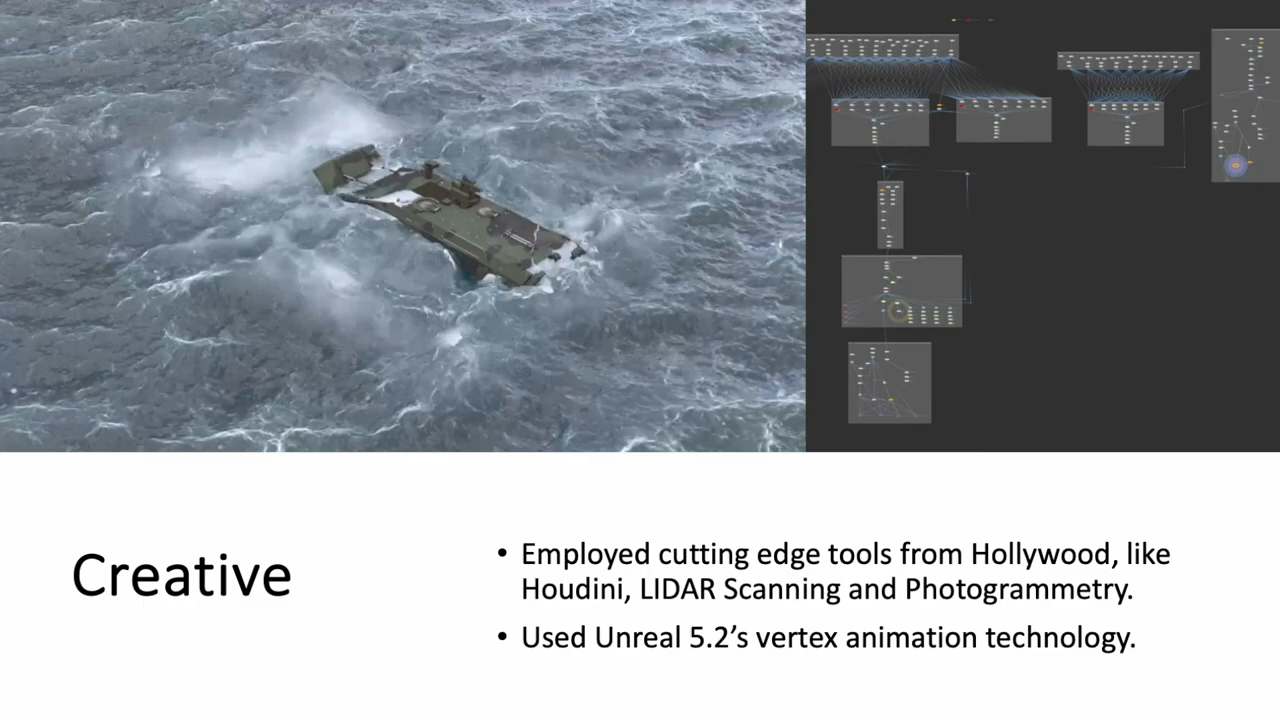 Creative
• Employed cutting edge tools from Hollywood, like
Houdini, LIDAR Scanning and Photogrammetry.
• Used Unreal 5.2’s vertex animation technology.